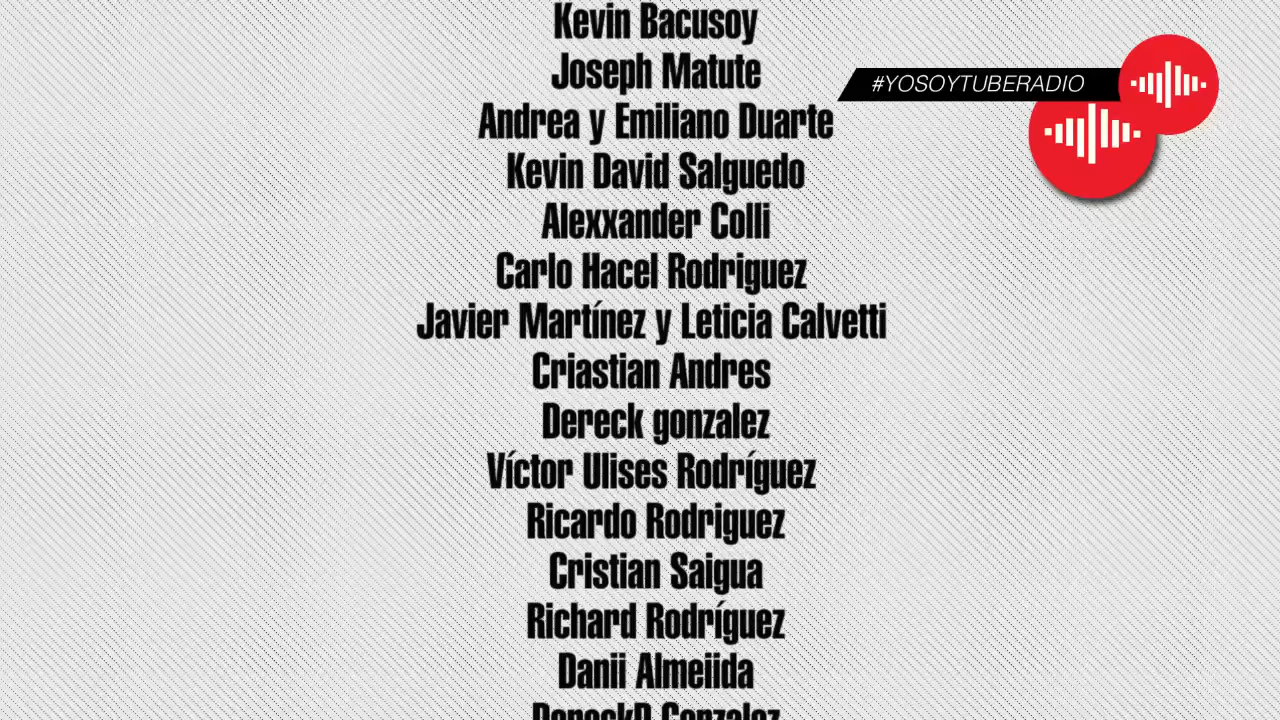 Kevin Bacusoy
Joseph Matute
#YOSOYTUBERADIO
Andrea y Emiliano Duarte
Kevin David Salguedo
Alexxander Colli
Carlo Hacel Rodriguez
Javier Martínez y Leticia Calvetti
Criastian Andres
Dereck gonzalez
Víctor Ulises Rodríguez
Ricardo Rodriguez
Cristian Saigua
Richard Rodríguez
Danii Almeiida
Gonzalez